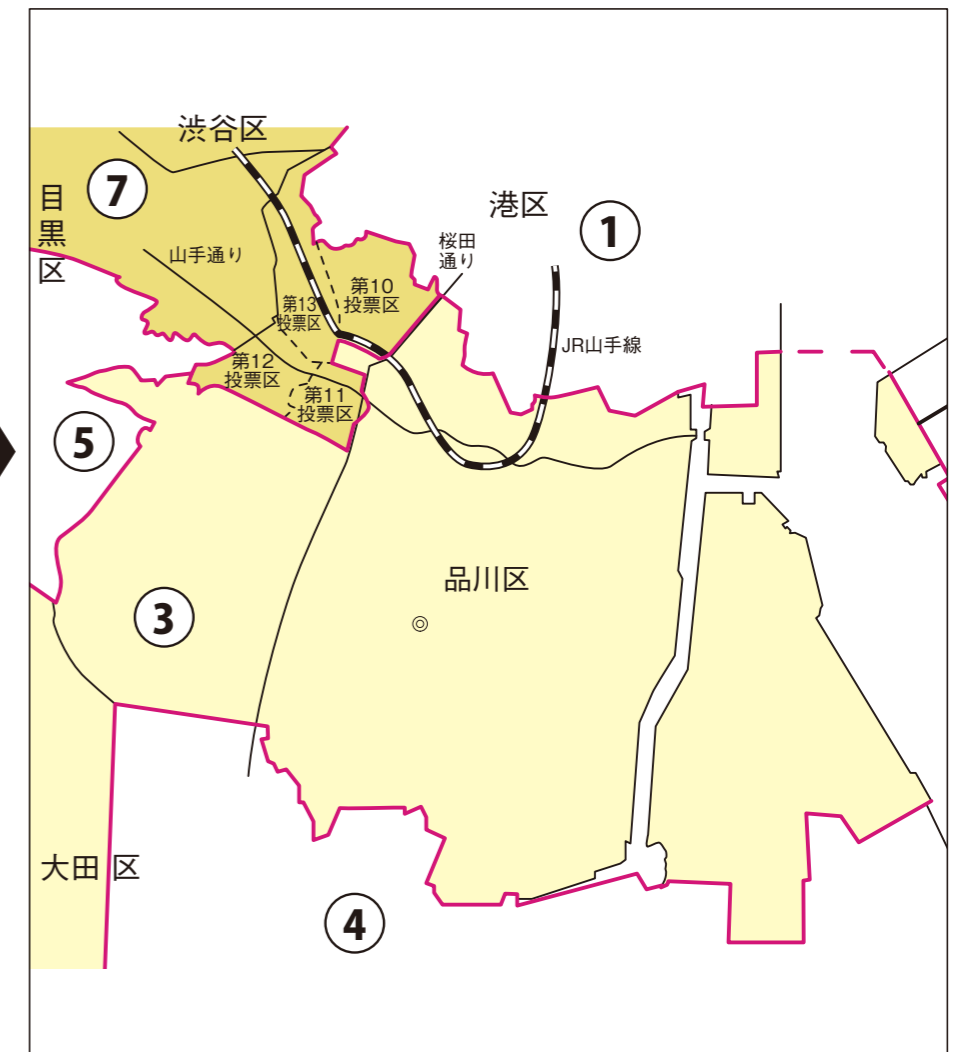 渋谷区
⑦
目黒区
港区
①
桜田
通り
山手通り
第10
投票区
第13
投票区
JR山手線
第12
投票区
第11
投票区
⑤
品川区
③
大田区
④